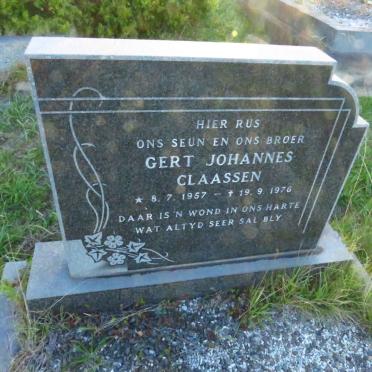 HIER RUS
ONS SEUN EN ONS BROER
GERT JOHANNES
CLAASSEN
* 8.7.1957 - † 19.9.1976
DAAR IS 'N WOND IN ONS HARTE
WAT ALTYD SEER SAL BLY